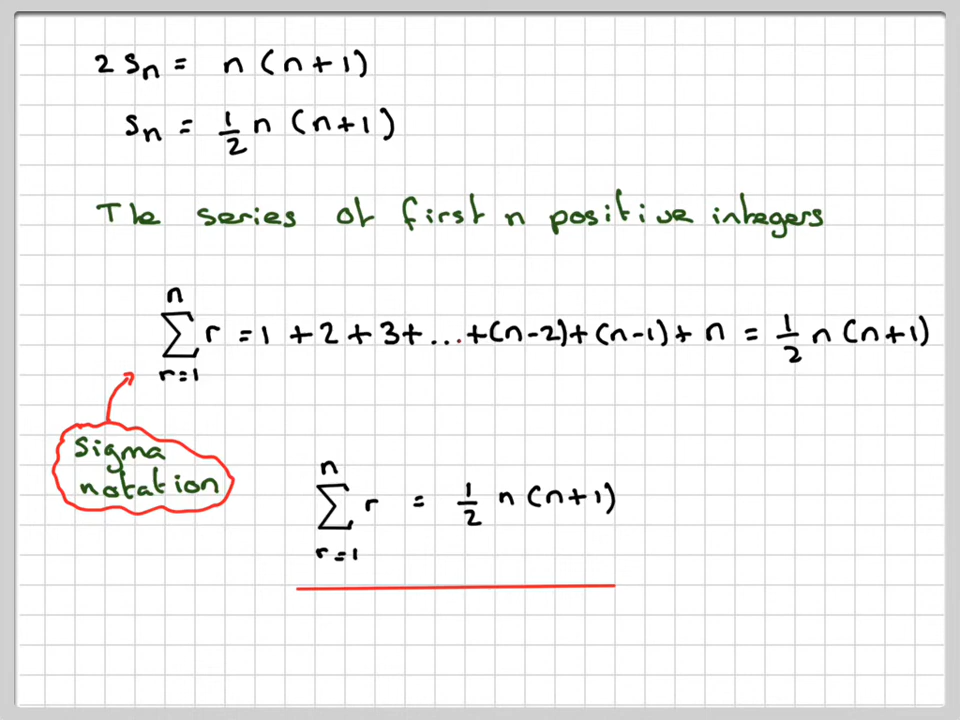 2 Sn = n (n+1)
Sn = 1/2 n (n+1)
The series of first n positive integers
n
∑ r = 1 + 2 + 3 + ... + (n-2) + (n-1) + n = 1/2 n (n+1)
r=1
Sigma
notation
n
∑ r = 1/2 n (n+1)
r=1